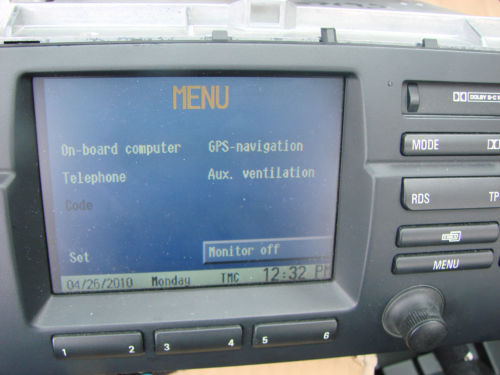 MENU
On-board computer GPS-navigation
Telephone Aux. ventilation
Code
Set Monitor off
04/26/2010 Monday TMC 12:32 PM
1 2 3 4 5 6
DOLBY B-C
MODE
RDS TP
MENU